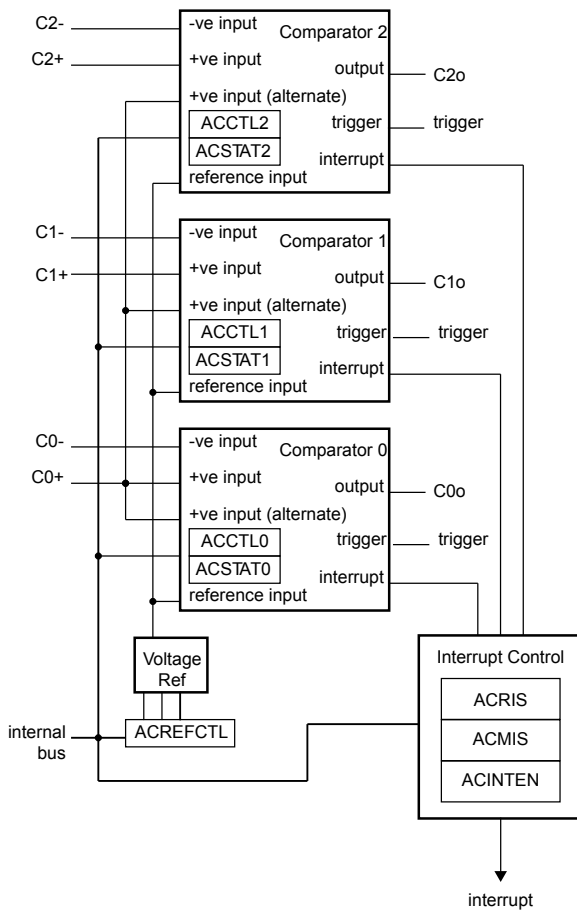 C2-
-ve input
Comparator 2
C2+
+ve input
output
C2o
+ve input (alternate)
ACCTL2
trigger
trigger
ACSTAT2
interrupt
reference input
C1-
-ve input
Comparator 1
C1+
+ve input
output
C1o
+ve input (alternate)
ACCTL1
trigger
trigger
ACSTAT1
interrupt
reference input
C0-
-ve input
Comparator 0
C0+
+ve input
output
C0o
+ve input (alternate)
ACCTL0
trigger
trigger
ACSTAT0
interrupt
reference input
Voltage
Ref
Interrupt Control
ACRIS
internal
bus
ACREFCTL
ACMIS
ACINTEN
interrupt